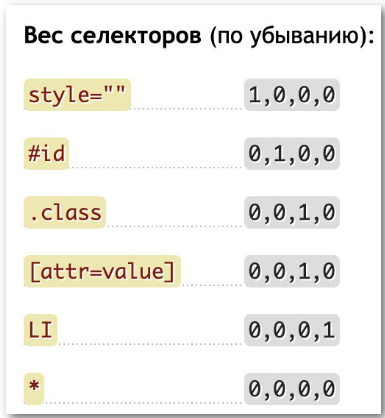 Вес селекторов (по убыванию):
style="" 1,0,0,0
#id 0,1,0,0
.class 0,0,1,0
[attr=value] 0,0,1,0
LI 0,0,0,1
* 0,0,0,0